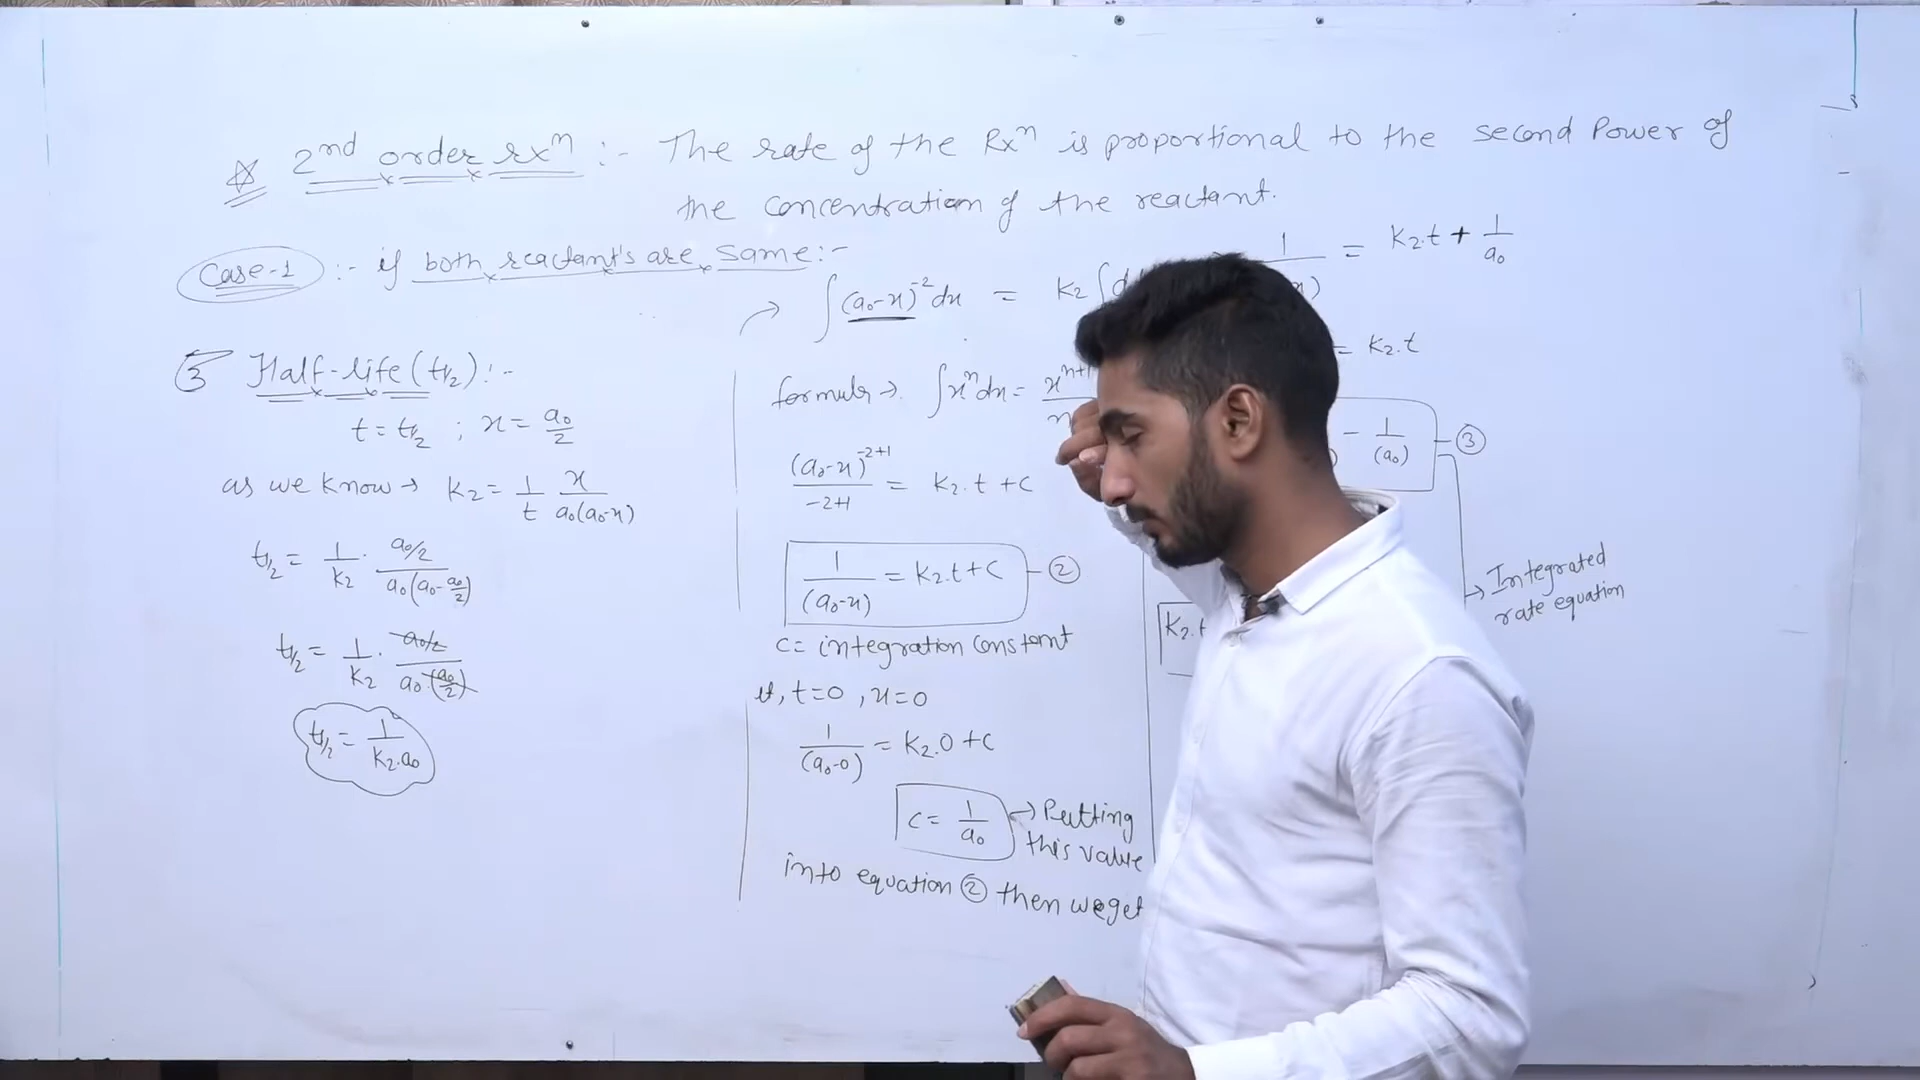 ☆ 2nd order rxn :- The rate of the Rxn is proportional to the second Power of
the concentration of the reactant.
Case-1 :- if both reactant's are same :-
③ Half-life (t1/2) :-
t = t1/2 ; x = a₀/2
as we know → K₂ = 1/t x/a₀(a₀-x)
t1/2 = 1/K₂ . a₀/2 / a₀(a₀ - a₀/2)
t1/2 = 1/K₂ . a₀/2 / a₀.(a₀/2)
t1/2 = 1/K₂.a₀
→ ∫(a₀-x)⁻² dx = K₂ ∫d
formula →. ∫xⁿdx = xⁿ⁺¹/n
(a₀-x)⁻²⁺¹/-2+1 = K₂.t + C
1/(a₀-x) = K₂.t + C ②
C = integration constant
if, t=0 , x=0
1/(a₀-0) = K₂.0 + C
C = 1/a₀ → Putting
this value
into equation ② then we get
1/x) = K₂.t + 1/a₀
= K₂.t
) - 1/(a₀) ③
→ Integrated
rate equation
K₂.t